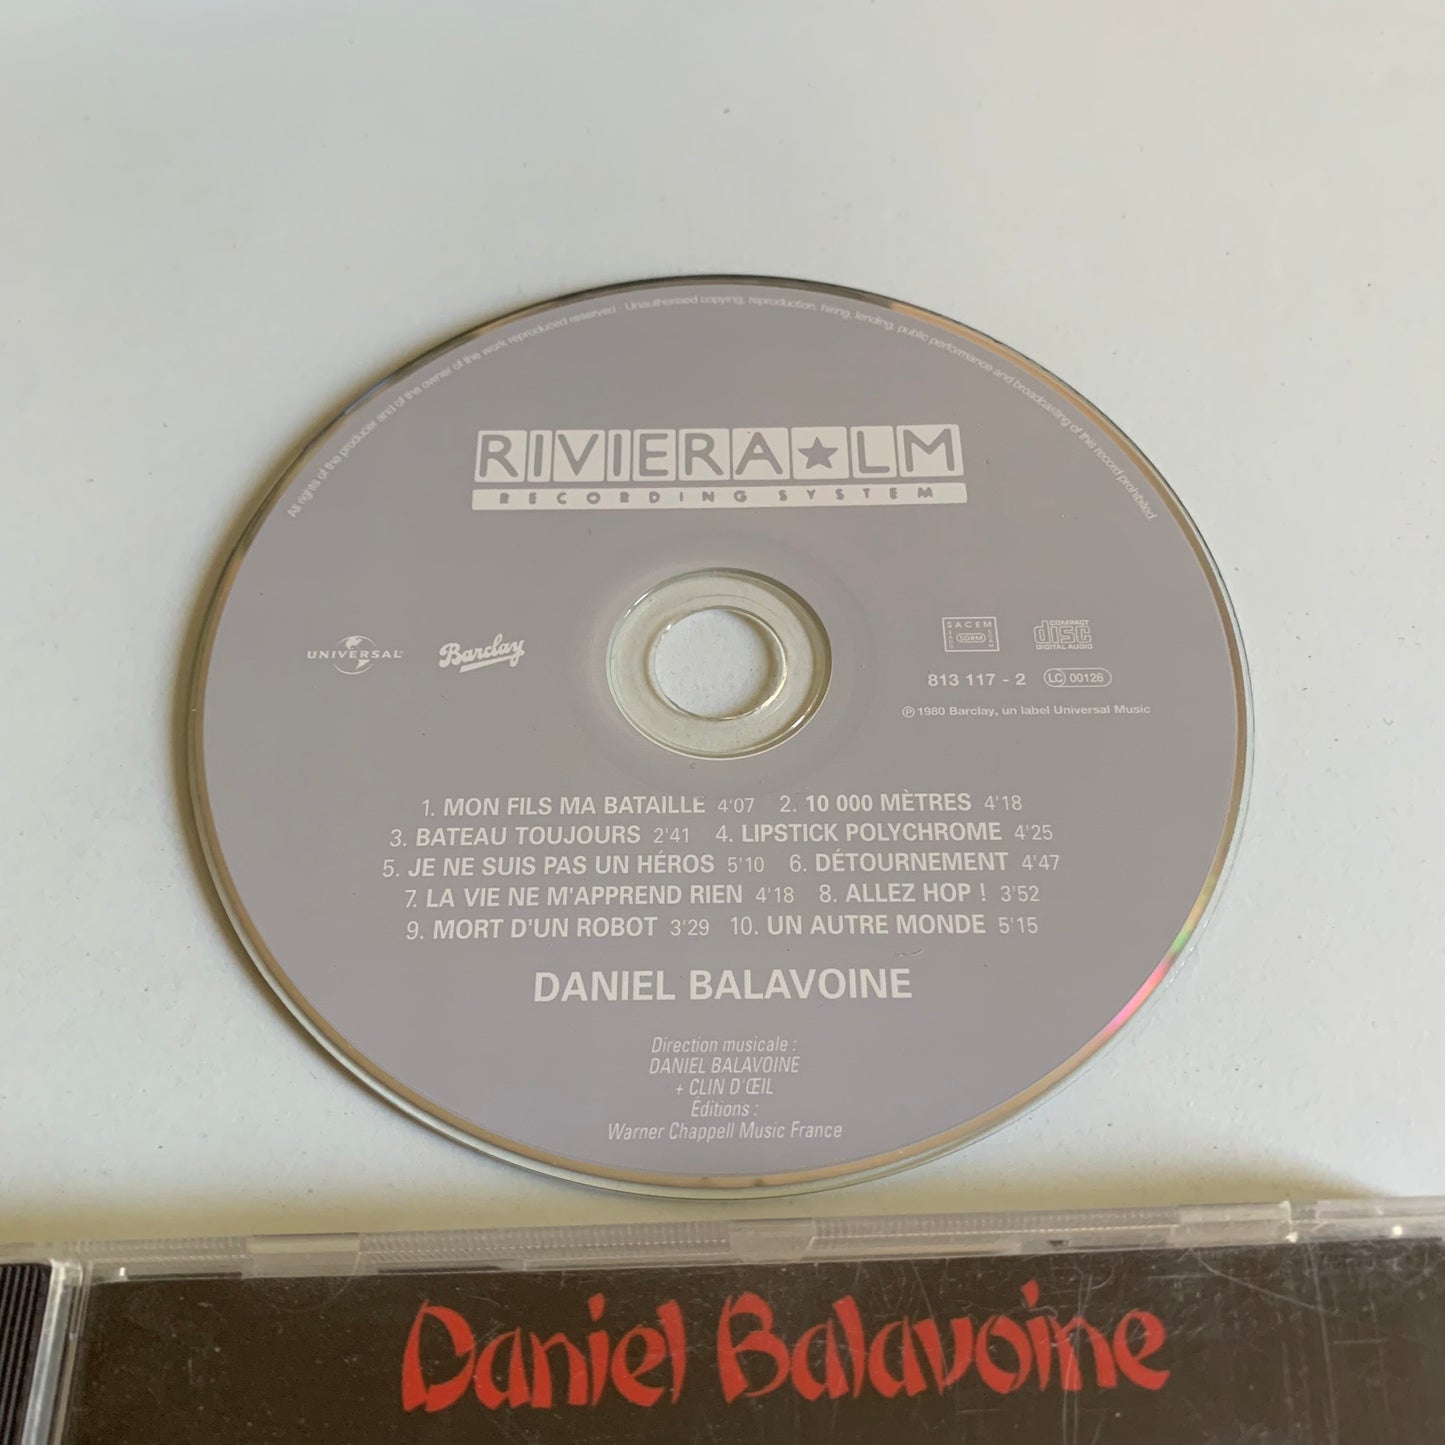 All rights of the producer and of the owner of the work reproduced reserved - Unauthorised copying, reproduction, hiring, lending, public performance and broadcasting of this record prohibited.
RIVIERA★LM
RECORDING SYSTEM
UNIVERSAL
Barclay
SACEM
SDRM
COMPACT
disc
DIGITAL AUDIO
813 117 - 2 LC 00126
℗ 1980 Barclay, un label Universal Music
1. MON FILS MA BATAILLE 4'07 2. 10 000 MÈTRES 4'18
3. BATEAU TOUJOURS 2'41 4. LIPSTICK POLYCHROME 4'25
5. JE NE SUIS PAS UN HÉROS 5'10 6. DÉTOURNEMENT 4'47
7. LA VIE NE M'APPREND RIEN 4'18 8. ALLEZ HOP ! 3'52
9. MORT D'UN ROBOT 3'29 10. UN AUTRE MONDE 5'15
DANIEL BALAVOINE
Direction musicale :
DANIEL BALAVOINE
+ CLIN D'ŒIL
Éditions :
Warner Chappell Music France
Daniel Balavoine